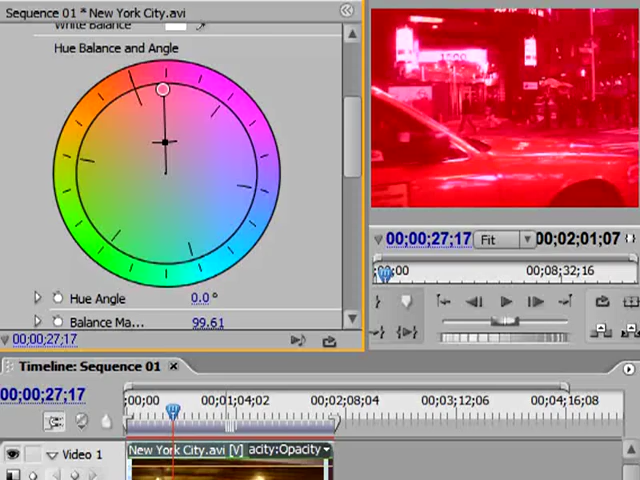 Sequence 01 * New York City.avi
White Balance
Hue Balance and Angle
Hue Angle 0.0 °
Balance Ma... 99.61
00;00;27;17
00;00;27;17 Fit 00;02;01;07
;00 00;08;32;16
Timeline: Sequence 01 x
00;00;27;17
;00;00 00;01;04;02 00;02;08;04 00;03;12;06 00;04;16;08
New York City.avi [V] acity:Opacity
Video 1